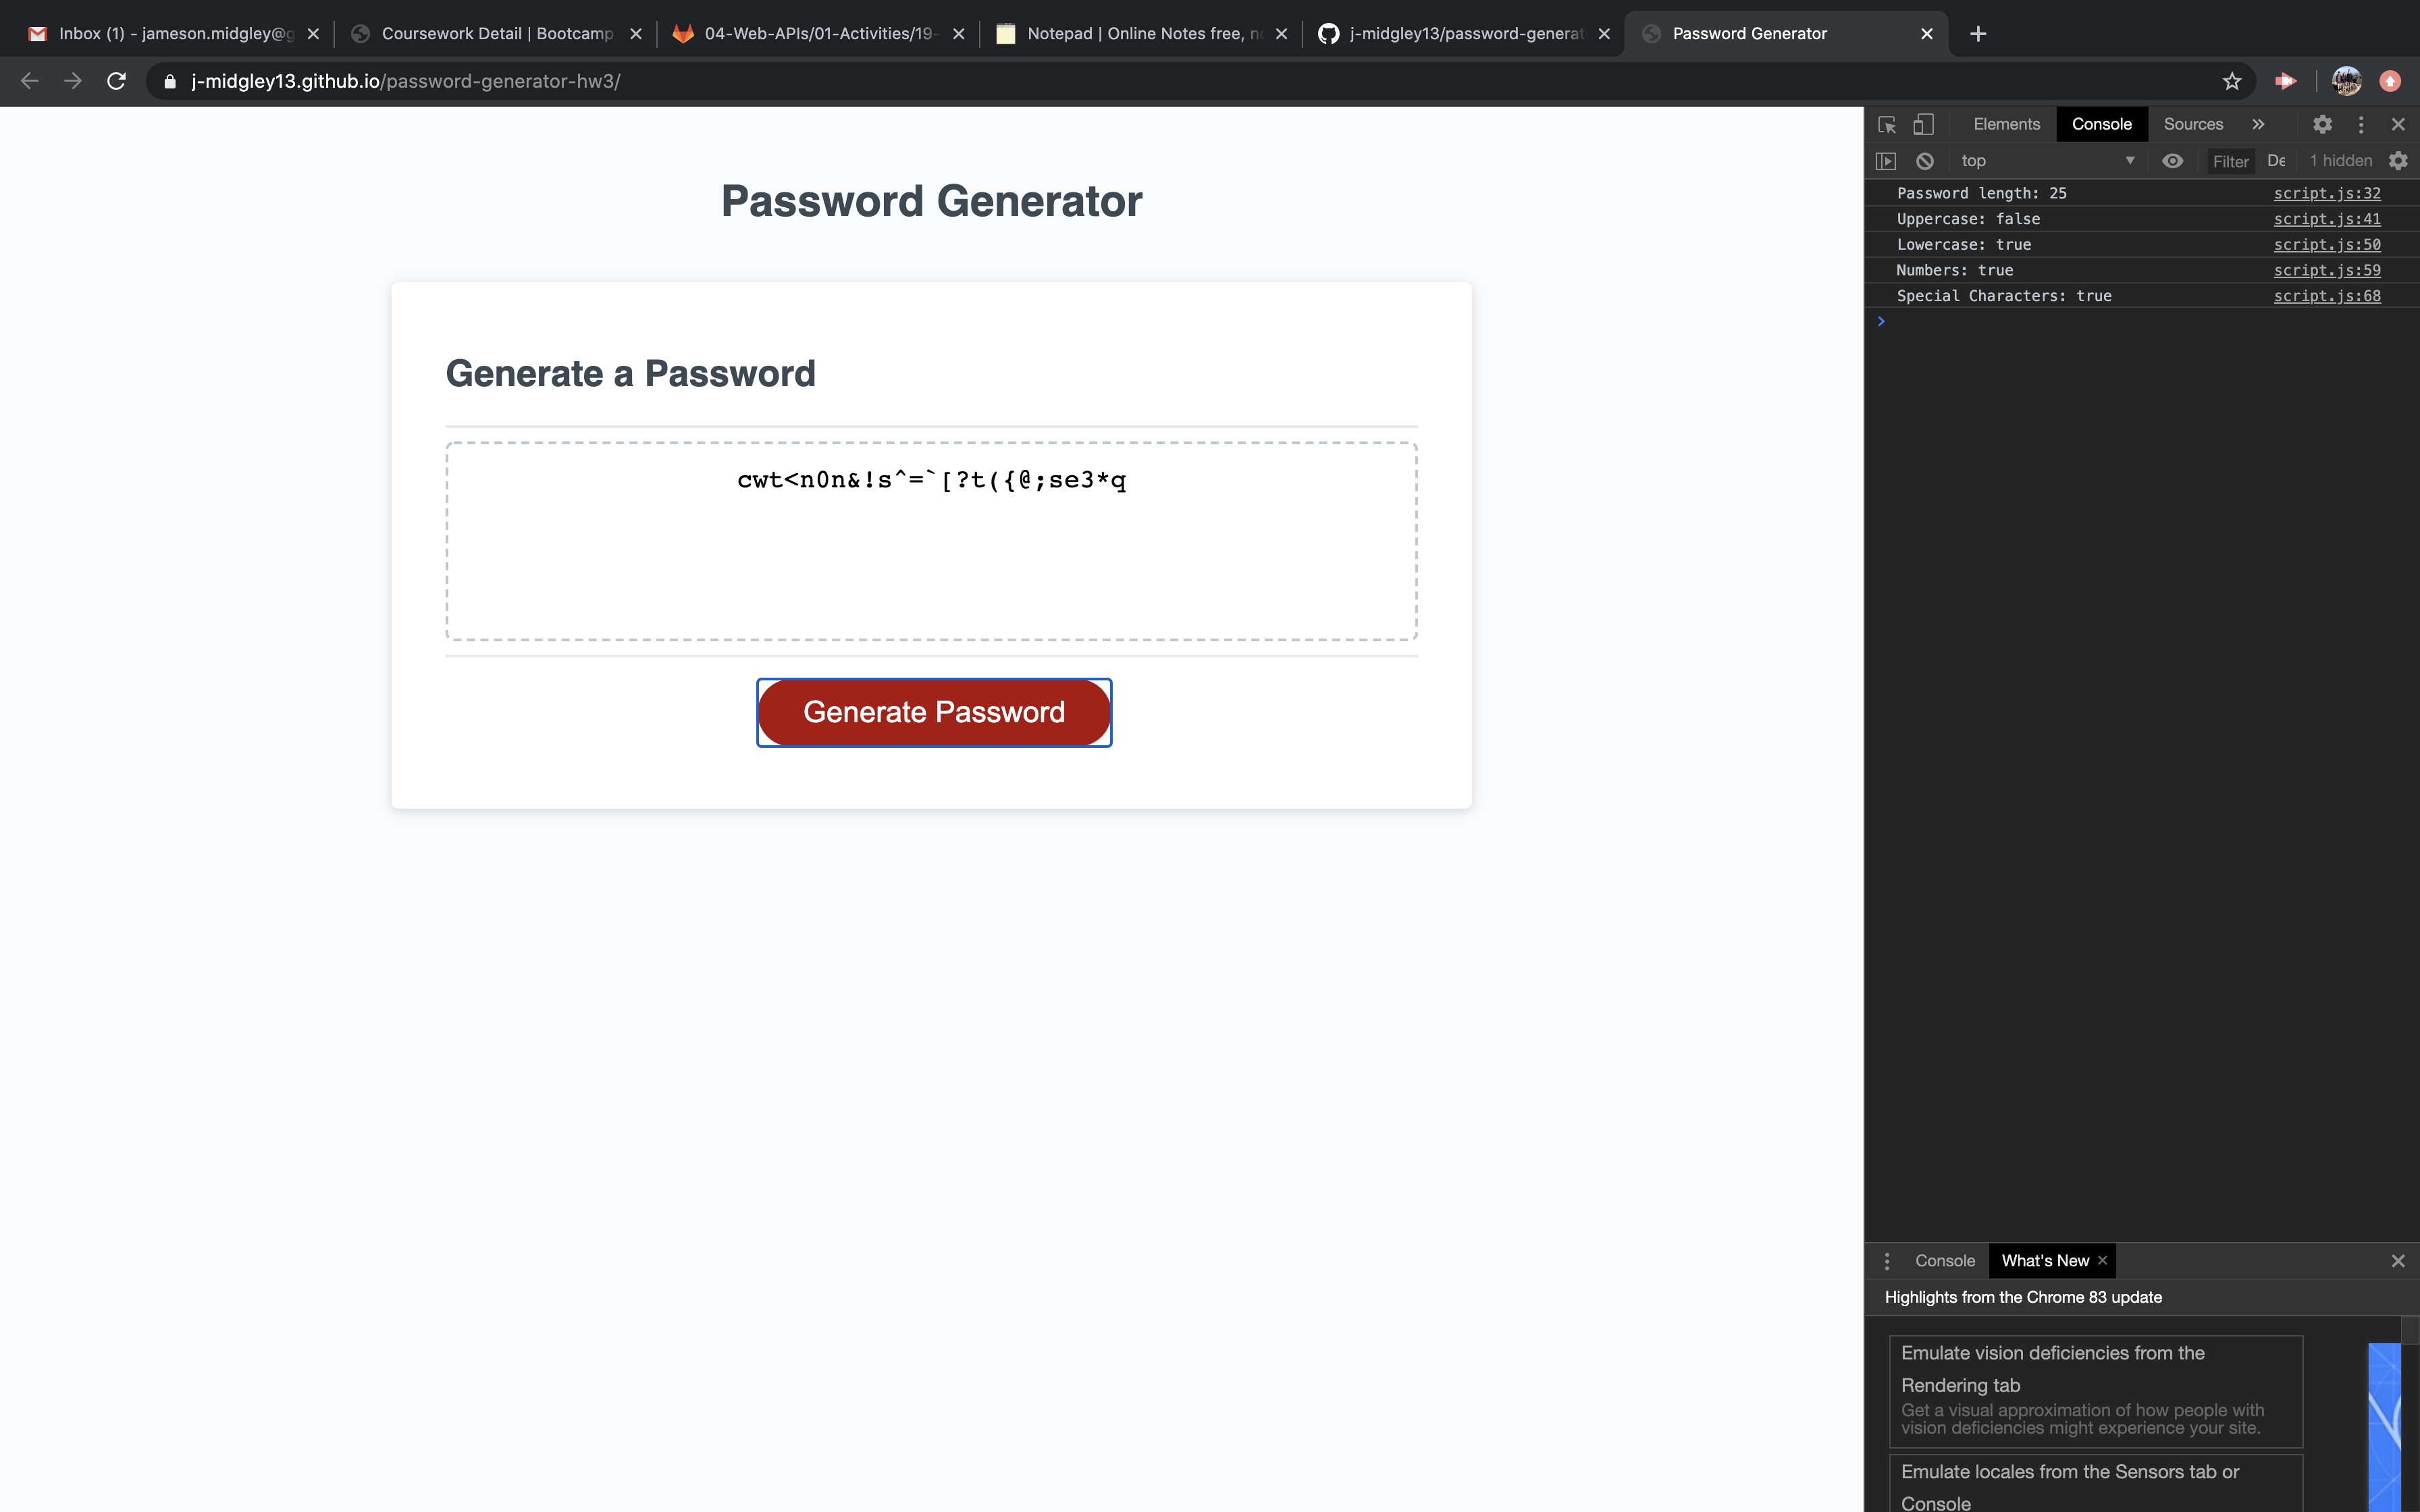 Inbox (1) - jameson.midgley@g
Coursework Detail | Bootcamp
04-Web-APIs/01-Activities/19-
Notepad | Online Notes free, n
j-midgley13/password-generat
Password Generator
j-midgley13.github.io/password-generator-hw3/
Password Generator
Generate a Password
cwt<n0n&!s^=`[?t({@;se3*q
Generate Password
Elements Console Sources »
top Filter De 1 hidden
Password length: 25 script.js:32
Uppercase: false script.js:41
Lowercase: true script.js:50
Numbers: true script.js:59
Special Characters: true script.js:68
>
Console What's New
Highlights from the Chrome 83 update
Emulate vision deficiencies from the
Rendering tab
Get a visual approximation of how people with
vision deficiencies might experience your site.
Emulate locales from the Sensors tab or
Console